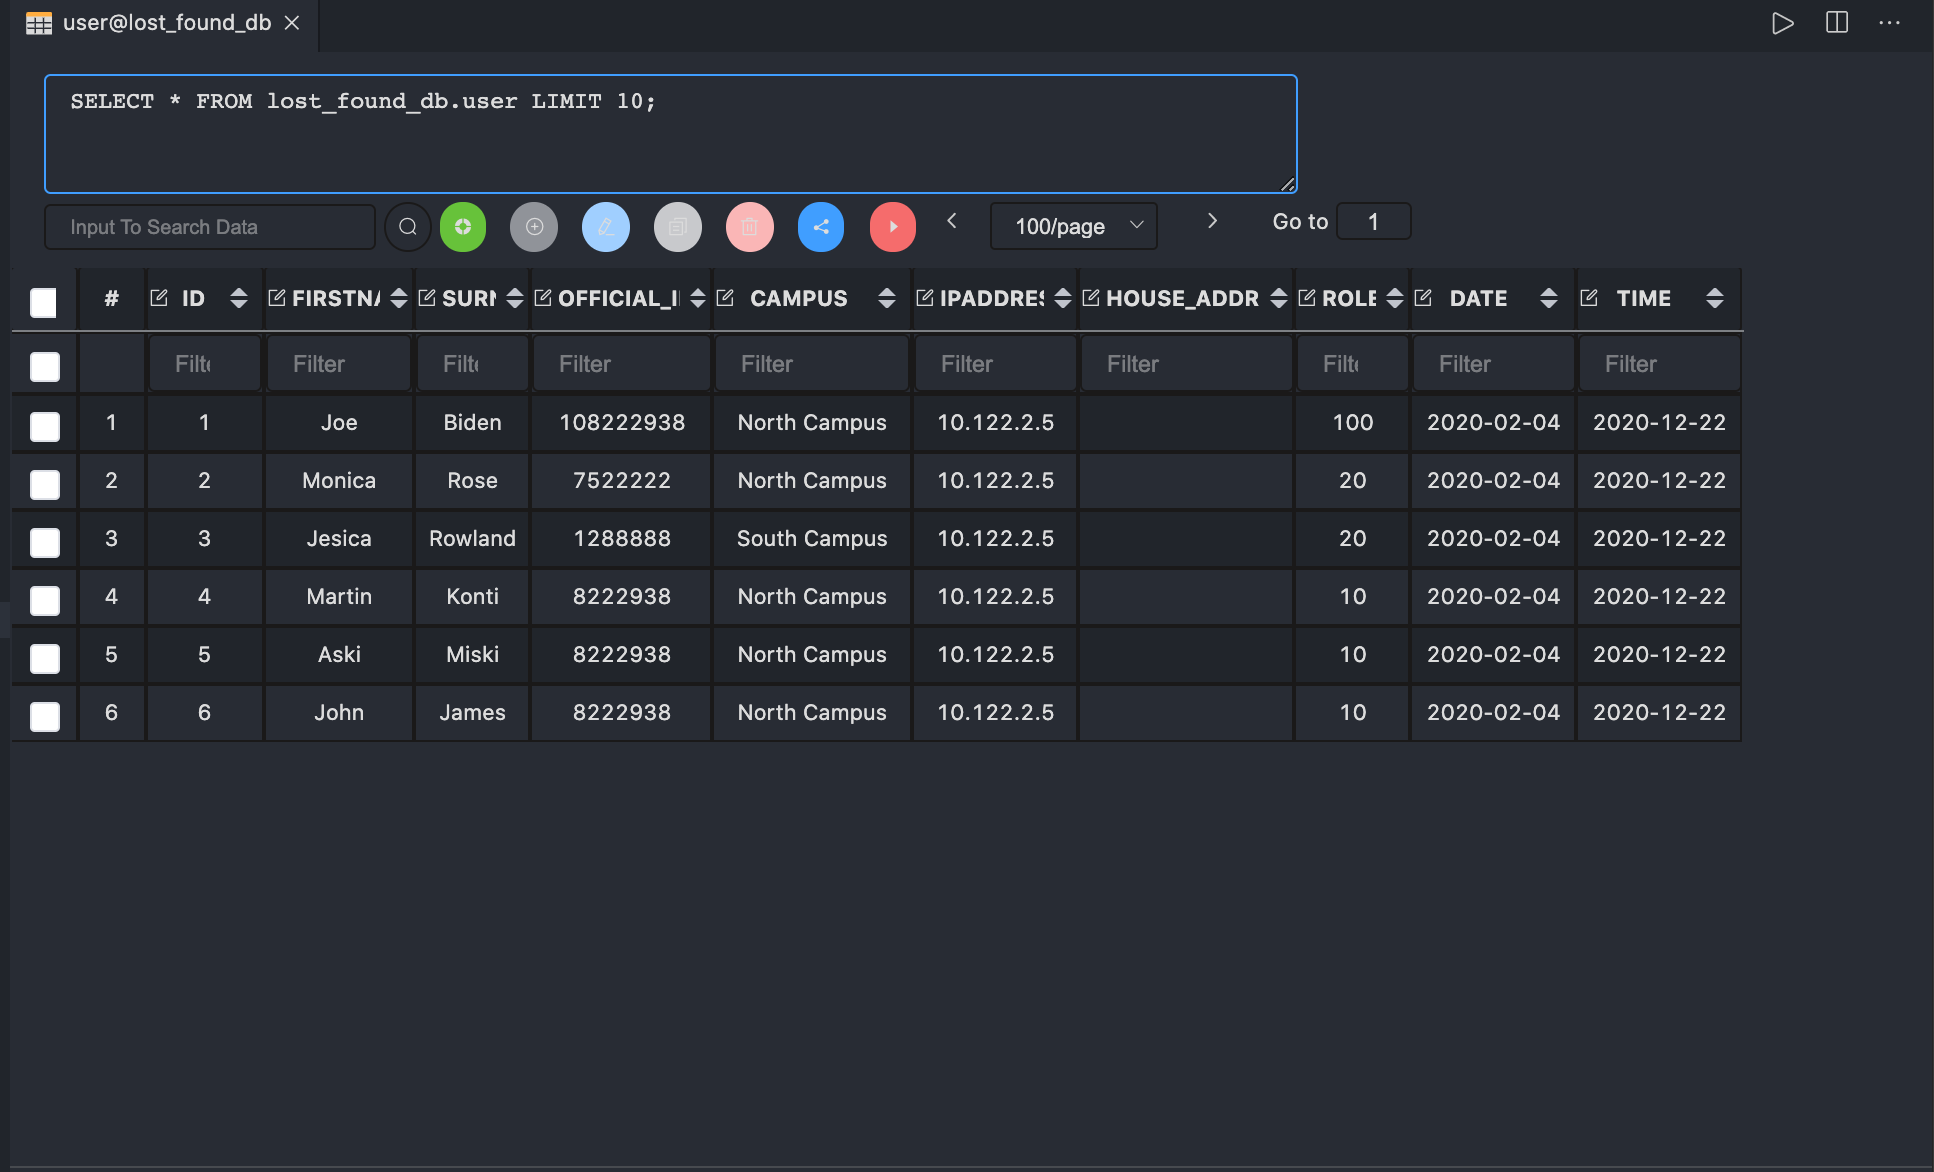 user@lost_found_db
SELECT * FROM lost_found_db.user LIMIT 10;
Input To Search Data 100/page Go to 1
# ID FIRSTNA SURN OFFICIAL_I CAMPUS IPADDRES HOUSE_ADDR ROLE DATE TIME
Filte Filter Filte Filter Filter Filter Filter Filte Filter Filter
1 1 Joe Biden 108222938 North Campus 10.122.2.5 100 2020-02-04 2020-12-22
2 2 Monica Rose 7522222 North Campus 10.122.2.5 20 2020-02-04 2020-12-22
3 3 Jesica Rowland 1288888 South Campus 10.122.2.5 20 2020-02-04 2020-12-22
4 4 Martin Konti 8222938 North Campus 10.122.2.5 10 2020-02-04 2020-12-22
5 5 Aski Miski 8222938 North Campus 10.122.2.5 10 2020-02-04 2020-12-22
6 6 John James 8222938 North Campus 10.122.2.5 10 2020-02-04 2020-12-22